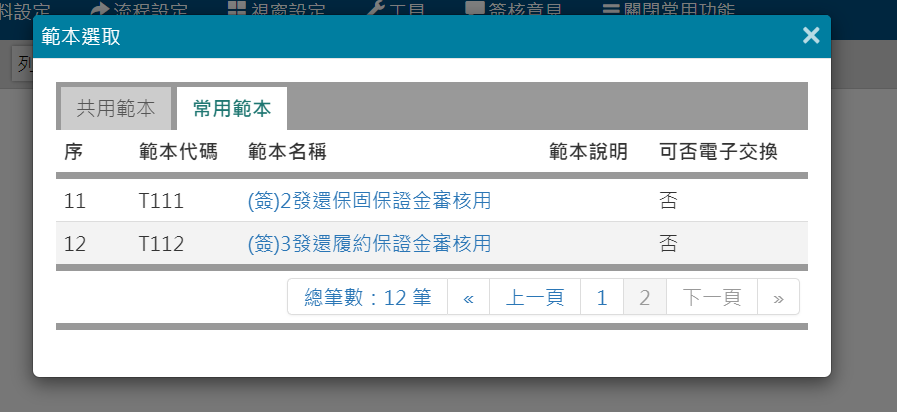 料設定 流程設定 視窗設定 工具 簽核意見 關閉常用功能
範本選取 ×
列
共用範本 常用範本
序 範本代碼 範本名稱 範本說明 可否電子交換
11 T111 (簽)2發還保固保證金審核用 否
12 T112 (簽)3發還履約保證金審核用 否
總筆數：12 筆 « 上一頁 1 2 下一頁 »